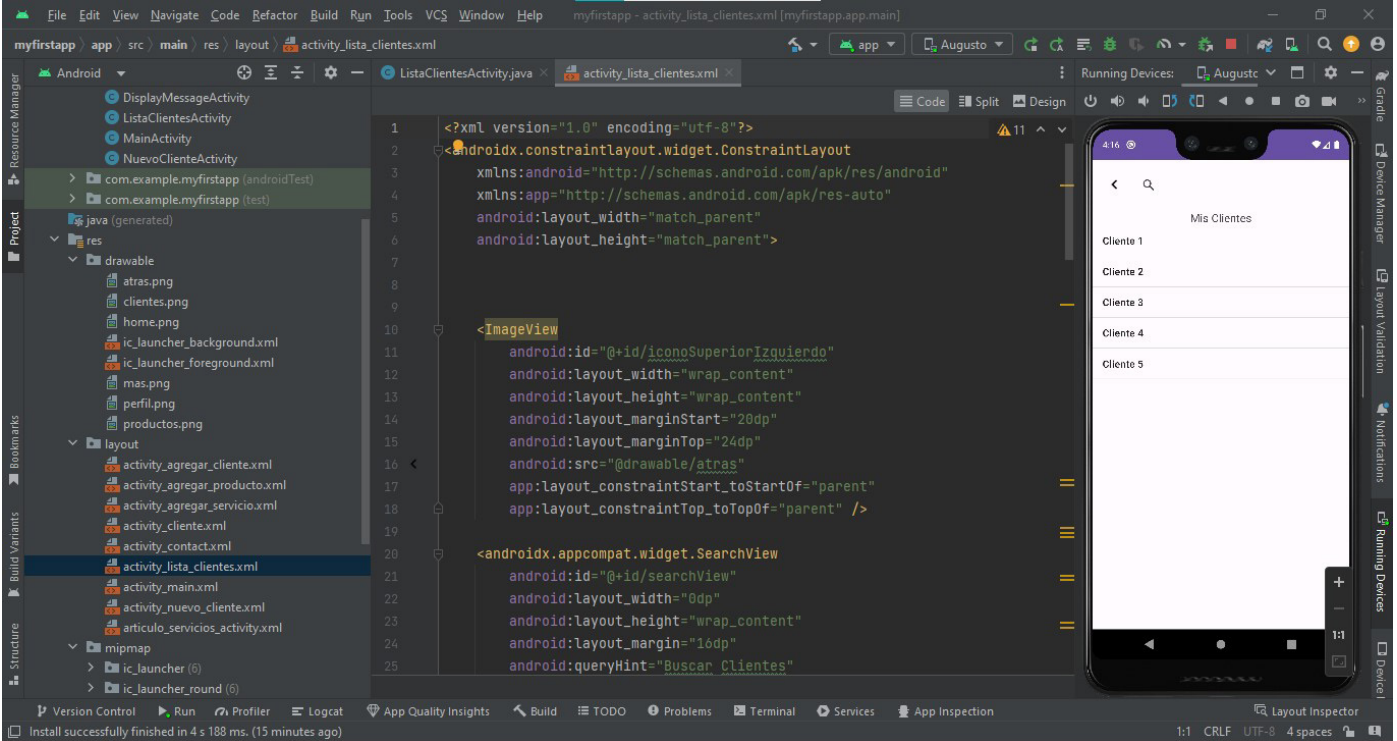 File Edit View Navigate Code Refactor Build Run Tools VCS Window Help myfirstapp - activity_lista_clientes.xml [myfirstapp.app.main]
myfirstapp app src main res layout activity_lista_clientes.xml app Augusto
Android ListaClientesActivity.java activity_lista_clientes.xml Running Devices: Augusto
Code Split Design
Resource Manager
Project
Bookmarks
Build Variants
Structure
DisplayMessageActivity
ListaClientesActivity
MainActivity
NuevoClienteActivity
com.example.myfirstapp (androidTest)
com.example.myfirstapp (test)
java (generated)
res
drawable
atras.png
clientes.png
home.png
ic_launcher_background.xml
ic_launcher_foreground.xml
mas.png
perfil.png
productos.png
layout
activity_agregar_cliente.xml
activity_agregar_producto.xml
activity_agregar_servicio.xml
activity_cliente.xml
activity_contact.xml
activity_lista_clientes.xml
activity_main.xml
activity_nuevo_cliente.xml
articulo_servicios_activity.xml
mipmap
ic_launcher (6)
ic_launcher_round (6)
11
1 <?xml version="1.0" encoding="utf-8"?>
2 <androidx.constraintlayout.widget.ConstraintLayout
3 xmlns:android="http://schemas.android.com/apk/res/android"
4 xmlns:app="http://schemas.android.com/apk/res-auto"
5 android:layout_width="match_parent"
6 android:layout_height="match_parent">
7
8
9
10 <ImageView
11 android:id="@+id/iconoSuperiorIzquierdo"
12 android:layout_width="wrap_content"
13 android:layout_height="wrap_content"
14 android:layout_marginStart="20dp"
15 android:layout_marginTop="24dp"
16 android:src="@drawable/atras"
17 app:layout_constraintStart_toStartOf="parent"
18 app:layout_constraintTop_toTopOf="parent" />
19
20 <androidx.appcompat.widget.SearchView
21 android:id="@+id/searchView"
22 android:layout_width="0dp"
23 android:layout_height="wrap_content"
24 android:layout_margin="16dp"
25 android:queryHint="Buscar Clientes"
4:16
Mis Clientes
Cliente 1
Cliente 2
Cliente 3
Cliente 4
Cliente 5
1:1
Gradle
Device Manager
Layout Validation
Notifications
Running Devices
Device
Version Control Run Profiler Logcat App Quality Insights Build TODO Problems Terminal Services App Inspection Layout Inspector
Install successfully finished in 4 s 188 ms. (15 minutes ago) 1:1 CRLF UTF-8 4 spaces